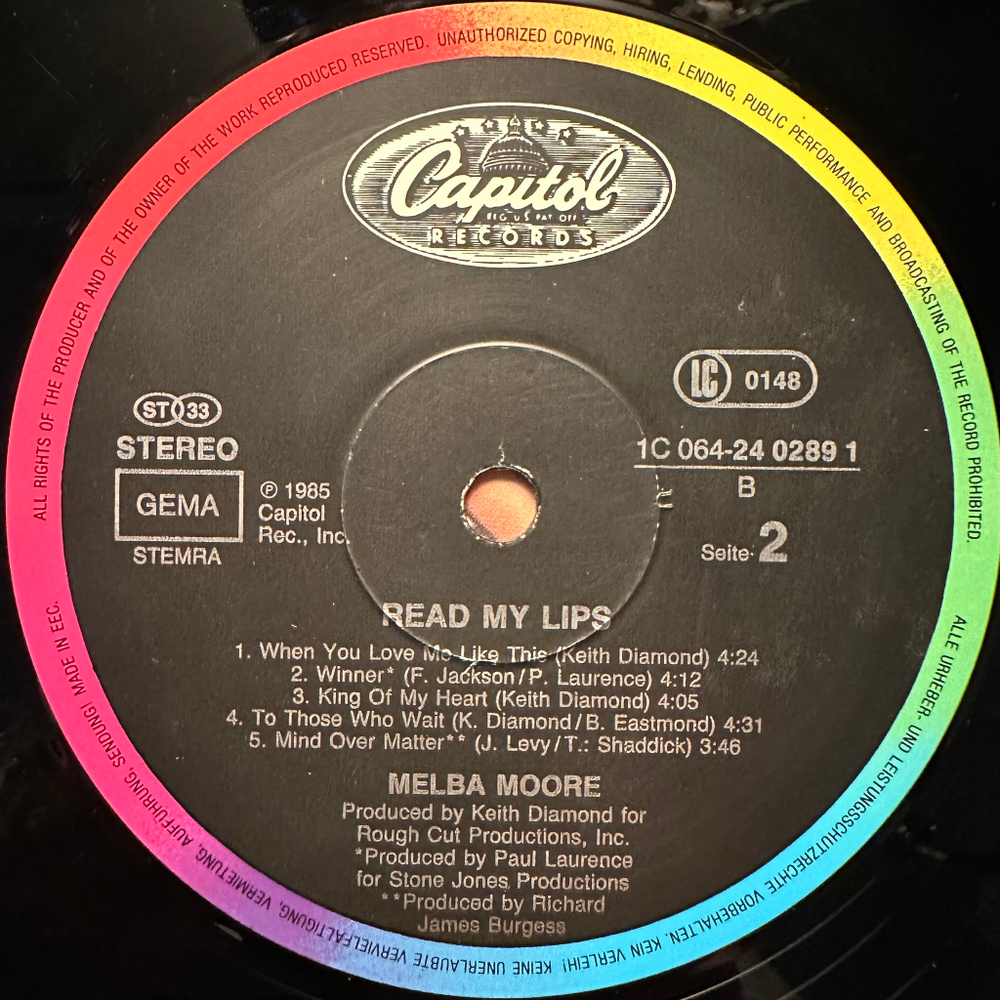 ALL RIGHTS OF THE PRODUCER AND OF THE OWNER OF THE WORK REPRODUCED RESERVED. UNAUTHORIZED COPYING, HIRING, LENDING, PUBLIC PERFORMANCE AND BROADCASTING OF THE RECORD PROHIBITED.
Capitol
REG. U.S. PAT. OFF.
RECORDS
LC 0148
ST 33
STEREO
GEMA
STEMRA
℗ 1985
Capitol
Rec., Inc.
1C 064-24 0289 1
B
Seite 2
READ MY LIPS
1. When You Love Me Like This (Keith Diamond) 4:24
2. Winner* (F. Jackson/P. Laurence) 4:12
3. King Of My Heart (Keith Diamond) 4:05
4. To Those Who Wait (K. Diamond/B. Eastmond) 4:31
5. Mind Over Matter** (J. Levy/T.: Shaddick) 3:46
MELBA MOORE
Produced by Keith Diamond for
Rough Cut Productions, Inc.
*Produced by Paul Laurence
for Stone Jones Productions
**Produced by Richard
James Burgess
ALLE URHEBER- UND LEISTUNGSSCHUTZRECHTE VORBEHALTEN. KEIN VERLEIH! KEINE UNERLAUBTE VERVIELFÄLTIGUNG, VERMIETUNG, AUFFÜHRUNG, SENDUNG! MADE IN EEC.